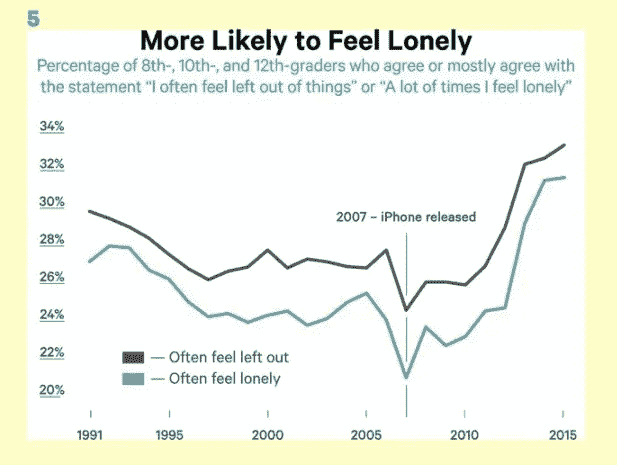 5
More Likely to Feel Lonely
Percentage of 8th-, 10th-, and 12th-graders who agree or mostly agree with
the statement “I often feel left out of things” or “A lot of times I feel lonely”
34%
32%
30%
2007 – iPhone released
28%
26%
24%
22%
— Often feel left out
— Often feel lonely
20%
1991 1995 2000 2005 2010 2015